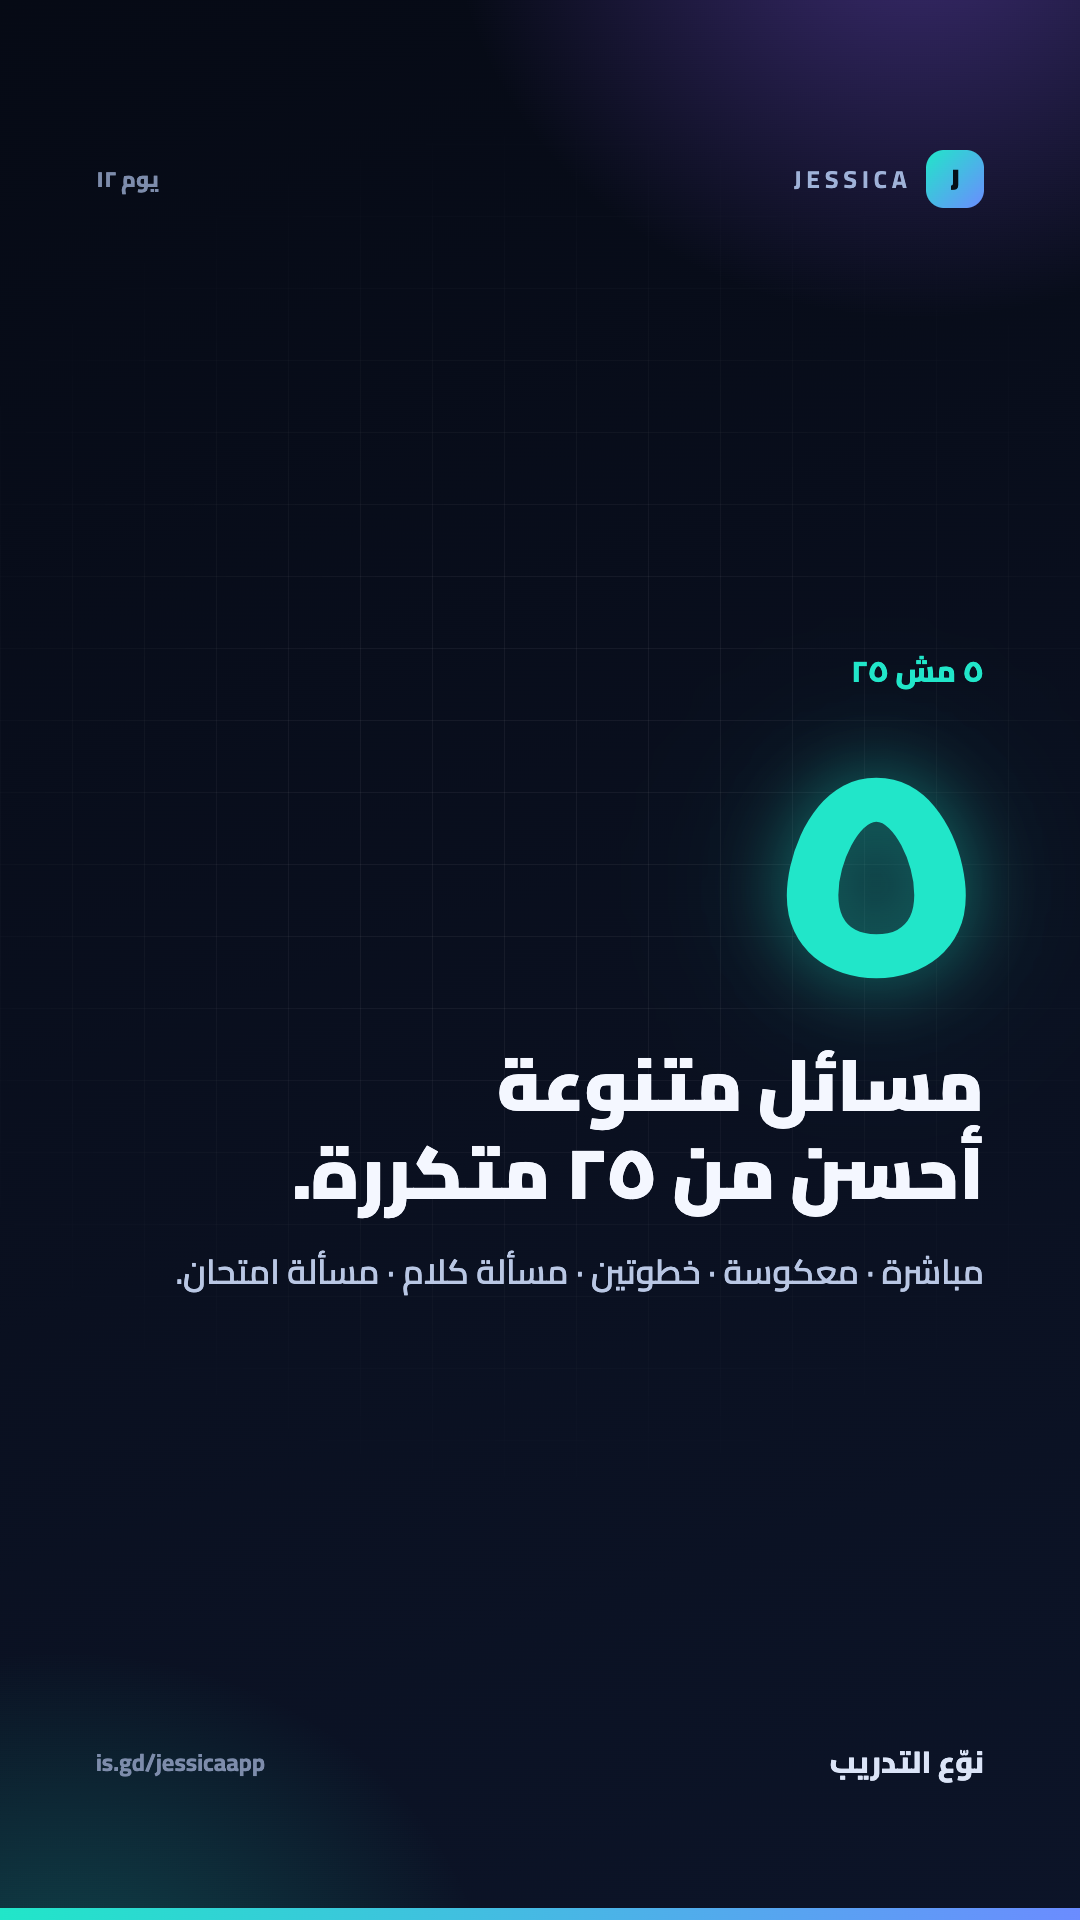 J JESSICA
يوم ١٢
٥ مش ٢٥
٥
مسائل متنوعة
أحسن من ٢٥ متكررة.
مباشرة · معكوسة · خطوتين · مسألة كلام · مسألة امتحان.
نوّع التدريب
is.gd/jessicaapp